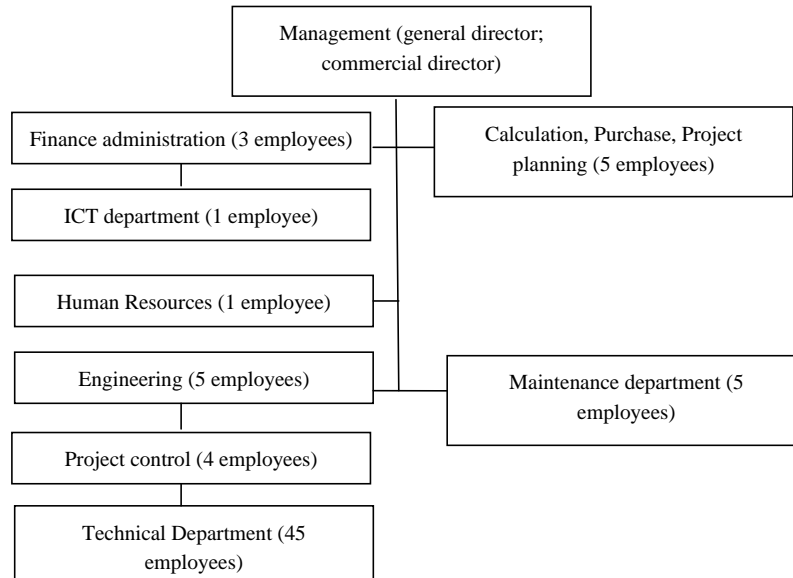 Management (general director;
commercial director)
Finance administration (3 employees)
Calculation, Purchase, Project
planning (5 employees)
ICT department (1 employee)
Human Resources (1 employee)
Engineering (5 employees)
Maintenance department (5
employees)
Project control (4 employees)
Technical Department (45
employees)